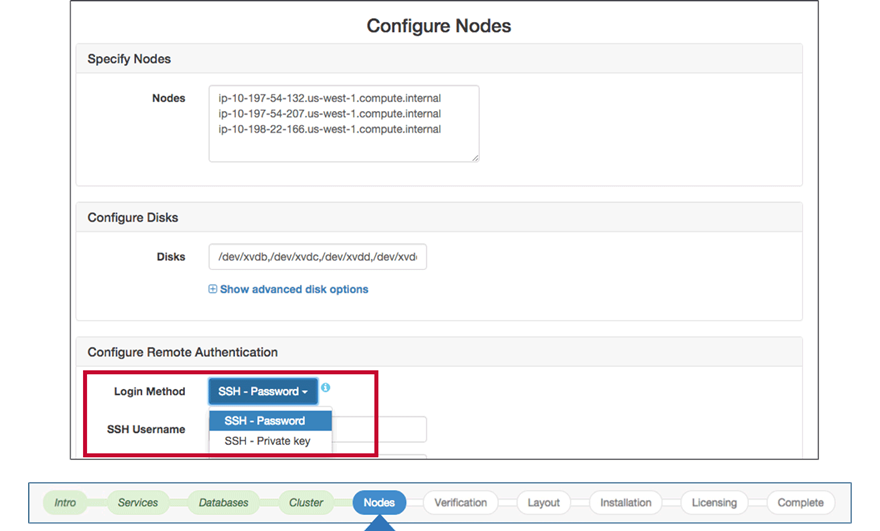 Configure Nodes
Specify Nodes
Nodes
ip-10-197-54-132.us-west-1.compute.internal
ip-10-197-54-207.us-west-1.compute.internal
ip-10-198-22-166.us-west-1.compute.internal
Configure Disks
Disks
/dev/xvdb,/dev/xvdc,/dev/xvdd,/dev/xvd
Show advanced disk options
Configure Remote Authentication
Login Method
SSH - Password
SSH - Password
SSH Username
SSH - Private key
Intro Services Databases Cluster Nodes Verification Layout Installation Licensing Complete